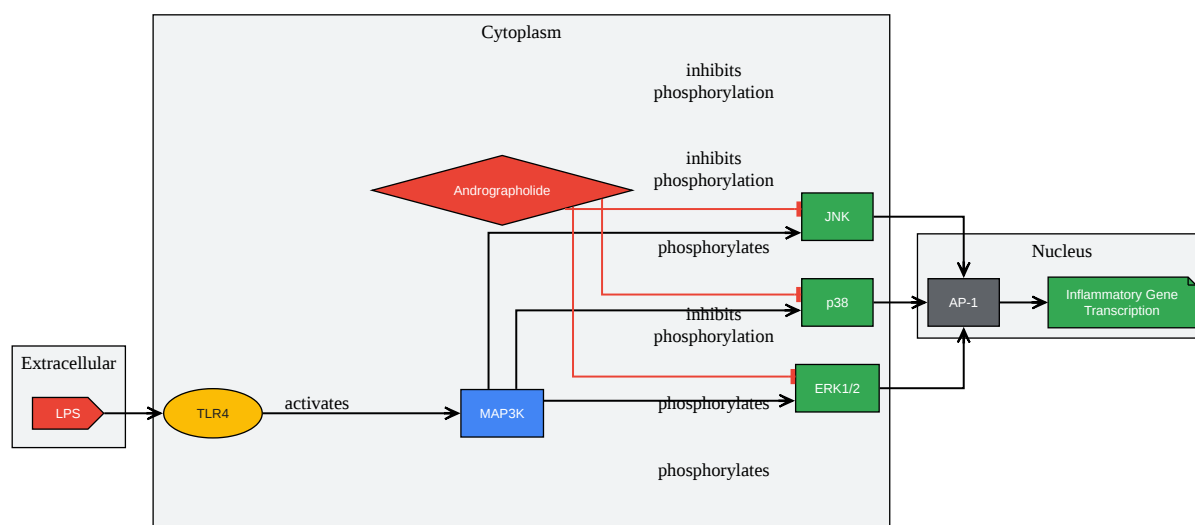 Cytoplasm
inhibits
phosphorylation
inhibits
phosphorylation
Andrographolide
JNK
phosphorylates
Nucleus
p38
AP-1
Inflammatory Gene
Transcription
inhibits
phosphorylation
Extracellular
ERK1/2
LPS
TLR4
activates
MAP3K
phosphorylates
phosphorylates